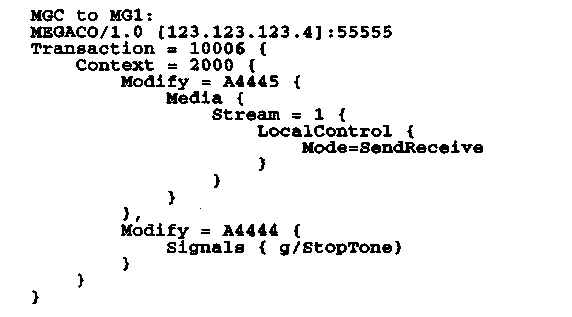 MGC to MG1:
MEGACO/1.0 [123.123.123.4]:55555
Transaction = 10006 {
    Context = 2000 {
        Modify = A4445 {
            Media {
                Stream = 1 {
                    LocalControl {
                        Mode=SendReceive
                    }
                }
            }
        },
        Modify = A4444 {
            Signals { g/StopTone}
        }
    }
}